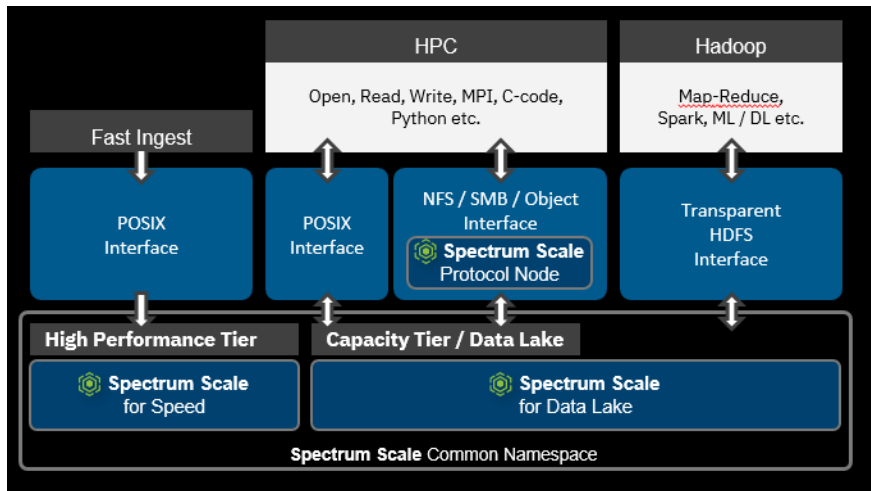 HPC
Hadoop
Open, Read, Write, MPI, C-code,
Python etc.
Map-Reduce,
Spark, ML / DL etc.
Fast Ingest
POSIX
Interface
POSIX
Interface
NFS / SMB / Object
Interface
Spectrum Scale
Protocol Node
Transparent
HDFS
Interface
High Performance Tier
Capacity Tier / Data Lake
Spectrum Scale
for Speed
Spectrum Scale
for Data Lake
Spectrum Scale Common Namespace